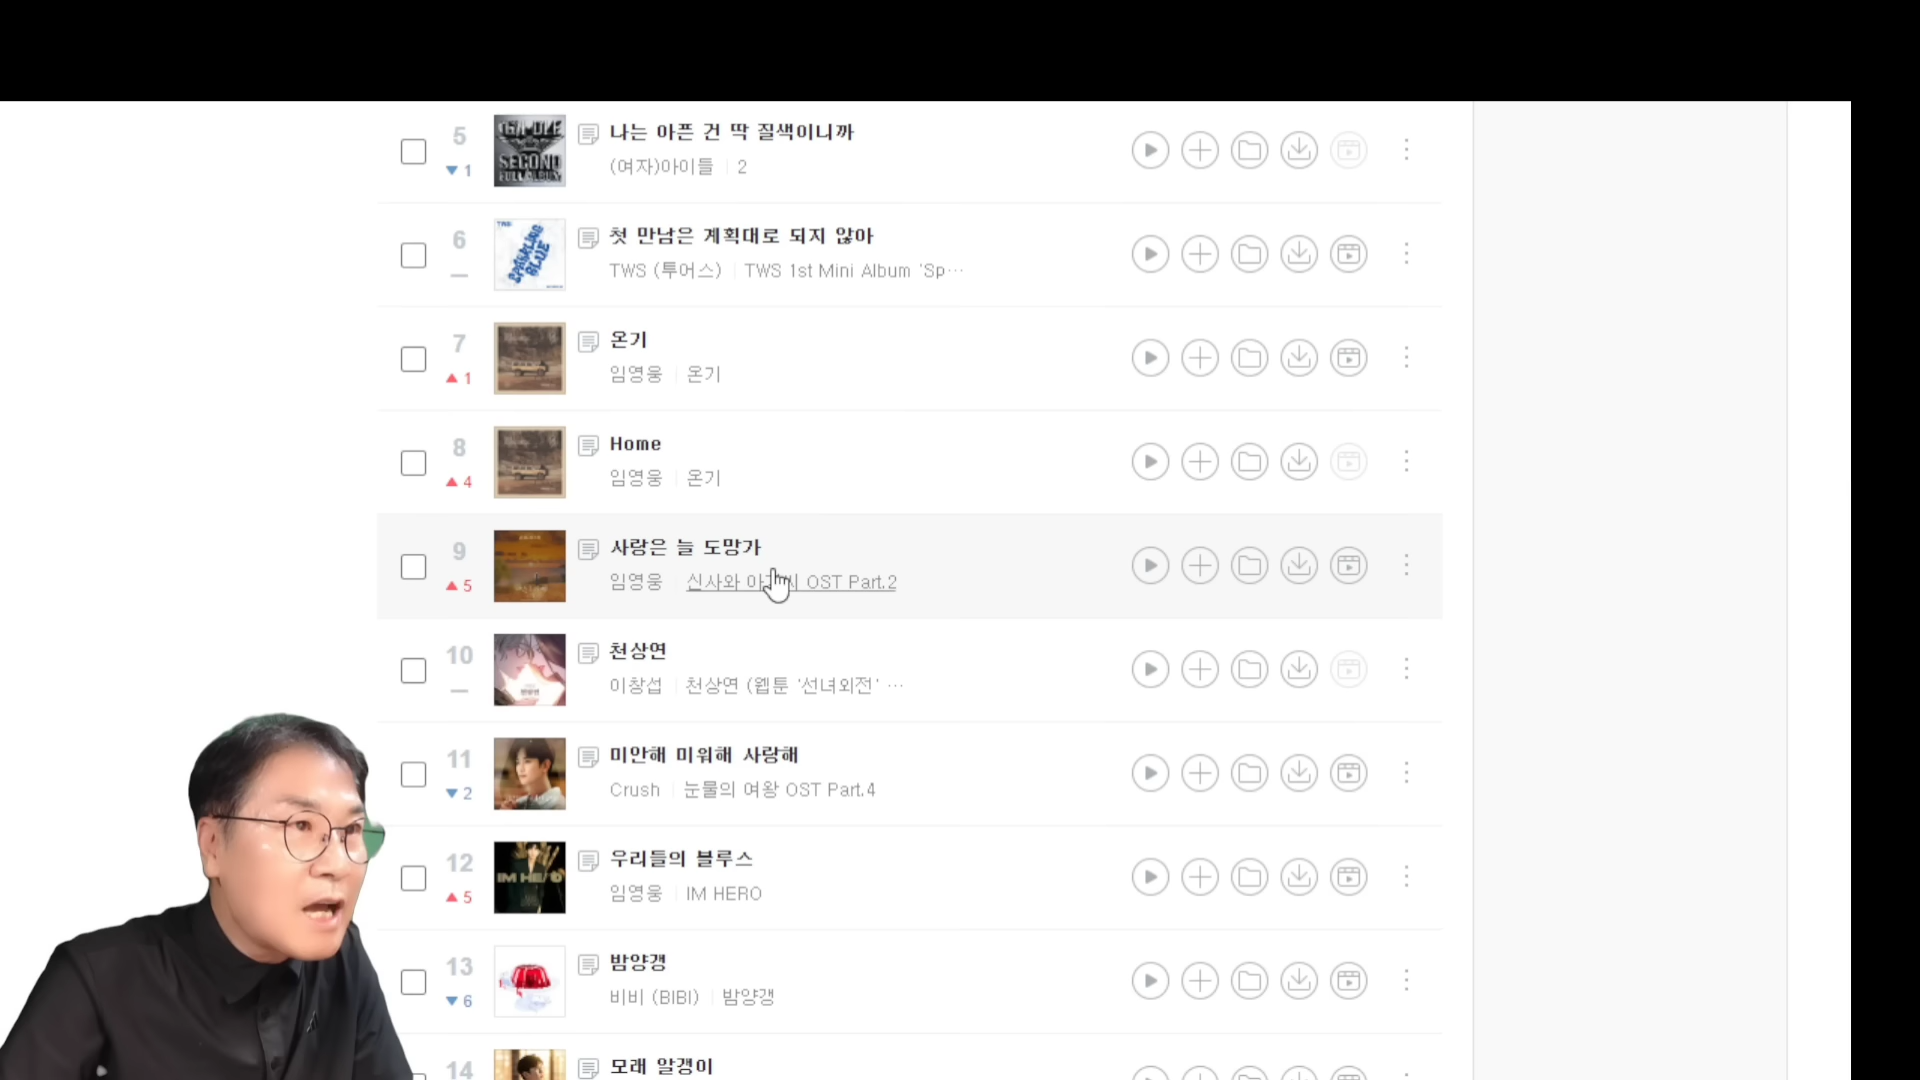 5
나는 아픈 건 딱 질색이니까
▼ 1
(여자)아이들 2
6
첫 만남은 계획대로 되지 않아
TWS (투어스) TWS 1st Mini Album 'Sp···
7
온기
▲ 1
임영웅 온기
8
Home
▲ 4
임영웅 온기
9
사랑은 늘 도망가
▲ 5
임영웅 OST Part.2
10
천상연
이창섭 천상연 (웹툰 '선녀외전' ···
11
미안해 미워해 사랑해
▼ 2
Crush 눈물의 여왕 OST Part.4
12
우리들의 블루스
▲ 5
임영웅 IM HERO
13
밤양갱
▼ 6
비비 (BIBI) 밤양갱
14
모래 알갱이